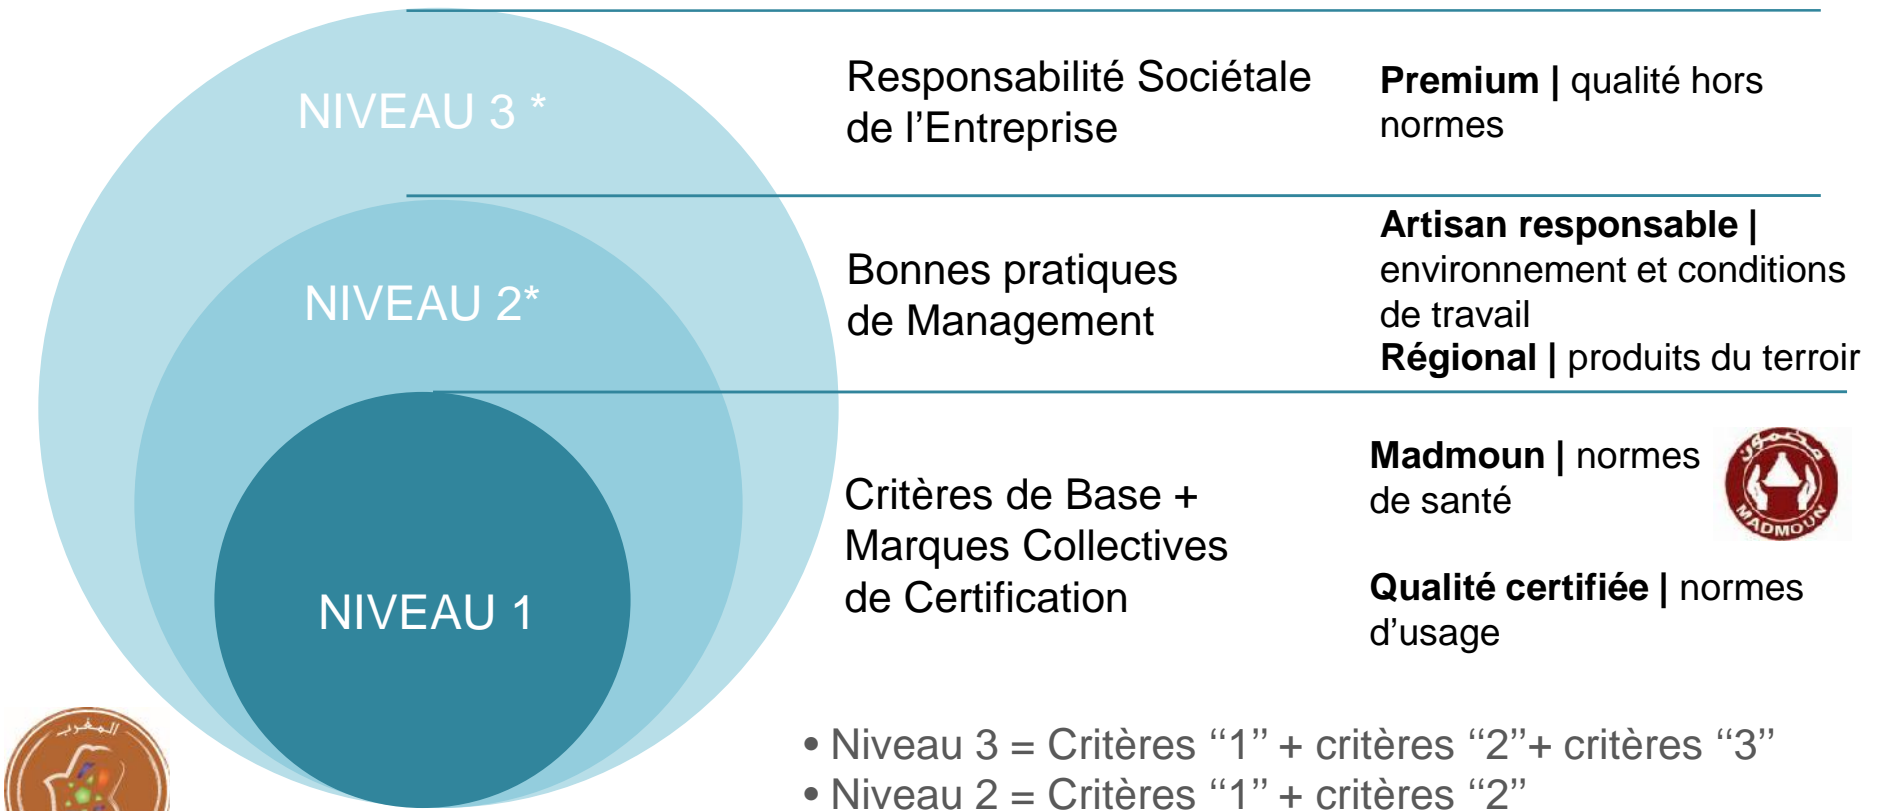 NIVEAU 3 *
Responsabilité Sociétale
de l’Entreprise
Premium | qualité hors
normes
NIVEAU 2*
Bonnes pratiques
de Management
Artisan responsable |
environnement et conditions
de travail
Régional | produits du terroir
NIVEAU 1
Critères de Base +
Marques Collectives
de Certification
Madmoun | normes
de santé
مضمون
MADMOUN
Qualité certifiée | normes
d’usage
المغرب
• Niveau 3 = Critères ‘‘1’’ + critères ‘‘2’’+ critères ‘‘3’’
• Niveau 2 = Critères ‘‘1’’ + critères ‘‘2’’